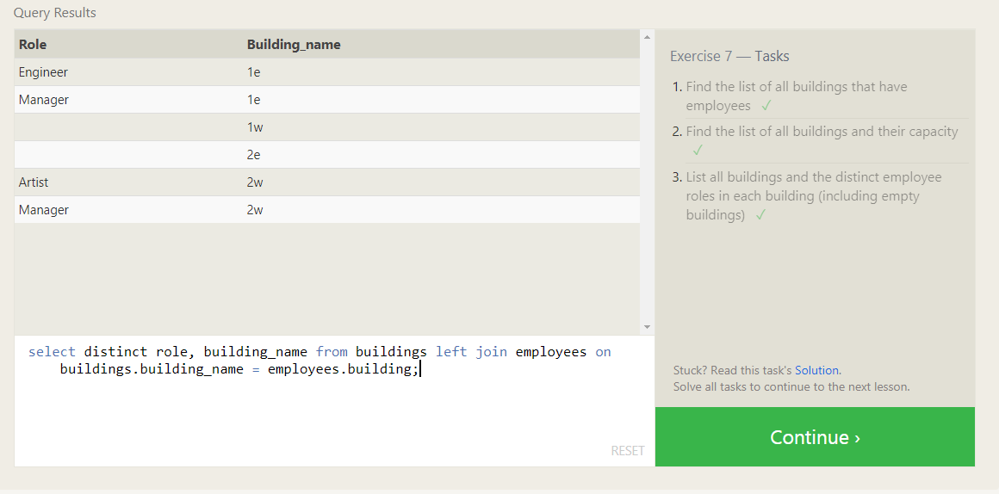 Query Results
Role Building_name
Engineer 1e
Manager 1e
1w
2e
Artist 2w
Manager 2w
select distinct role, building_name from buildings left join employees on
buildings.building_name = employees.building;
RESET
Exercise 7 — Tasks
1. Find the list of all buildings that have
employees ✓
2. Find the list of all buildings and their capacity
✓
3. List all buildings and the distinct employee
roles in each building (including empty
buildings) ✓
Stuck? Read this task's Solution.
Solve all tasks to continue to the next lesson.
Continue ›